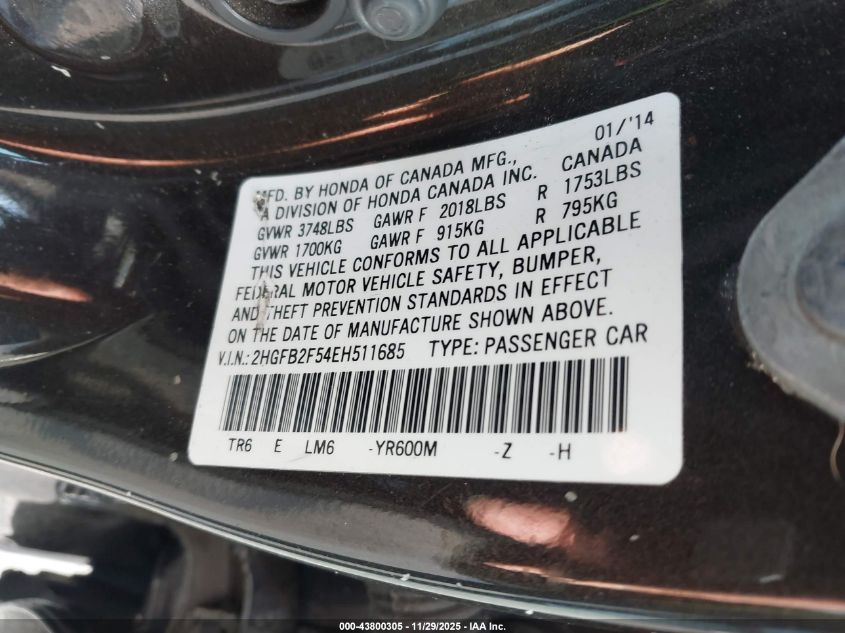 01/'14
MFD. BY HONDA OF CANADA MFG.,
A DIVISION OF HONDA CANADA INC. CANADA
GVWR 3748LBS GAWR F 2018LBS R 1753LBS
GVWR 1700KG GAWR F 915KG R 795KG
THIS VEHICLE CONFORMS TO ALL APPLICABLE
FEDERAL MOTOR VEHICLE SAFETY, BUMPER,
AND THEFT PREVENTION STANDARDS IN EFFECT
ON THE DATE OF MANUFACTURE SHOWN ABOVE.
V.I.N.: 2HGFB2F54EH511685 TYPE: PASSENGER CAR
TR6 E LM6 -YR600M -Z -H
000-43800305 - 11/29/2025 - IAA Inc.